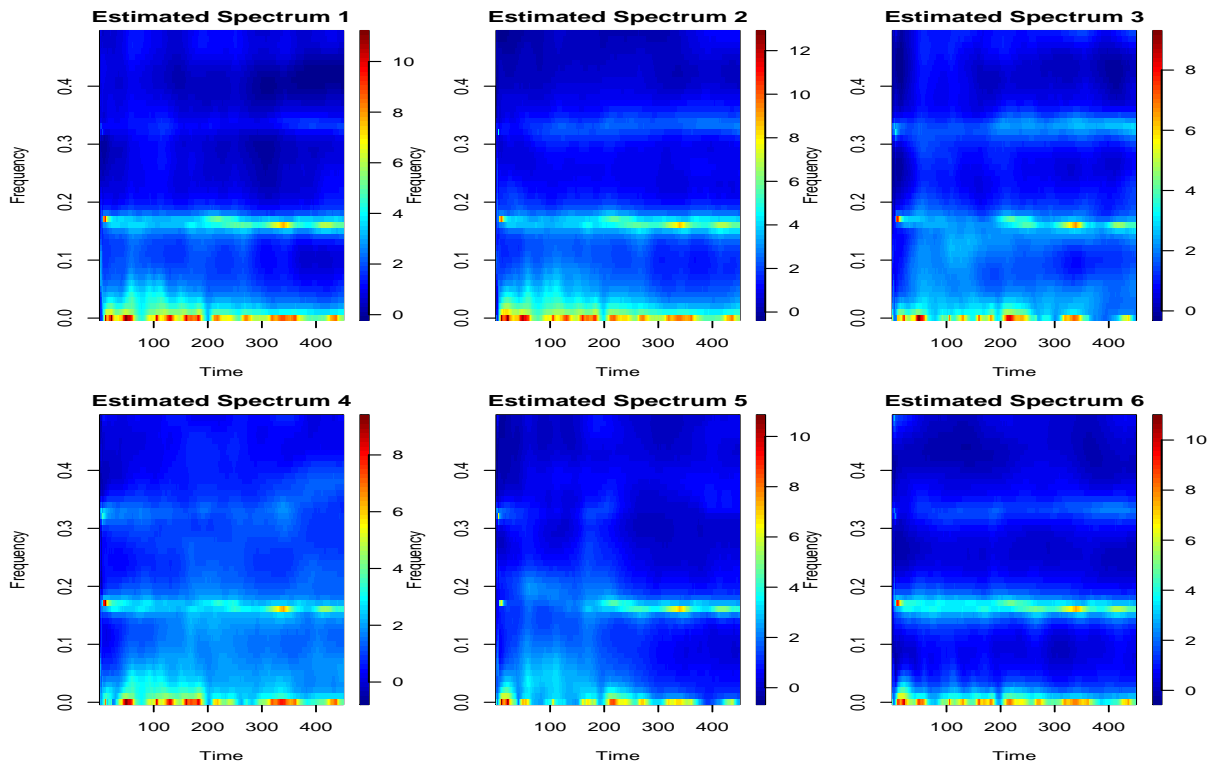 Estimated Spectrum 1
Frequency
0.0 0.1 0.2 0.3 0.4
100 200 300 400
Time
0 2 4 6 8 10
Estimated Spectrum 2
Frequency
0.0 0.1 0.2 0.3 0.4
100 200 300 400
Time
0 2 4 6 8 10 12
Estimated Spectrum 3
Frequency
0.0 0.1 0.2 0.3 0.4
100 200 300 400
Time
0 2 4 6 8
Estimated Spectrum 4
Frequency
0.0 0.1 0.2 0.3 0.4
100 200 300 400
Time
0 2 4 6 8
Estimated Spectrum 5
Frequency
0.0 0.1 0.2 0.3 0.4
100 200 300 400
Time
0 2 4 6 8 10
Estimated Spectrum 6
Frequency
0.0 0.1 0.2 0.3 0.4
100 200 300 400
Time
0 2 4 6 8 10